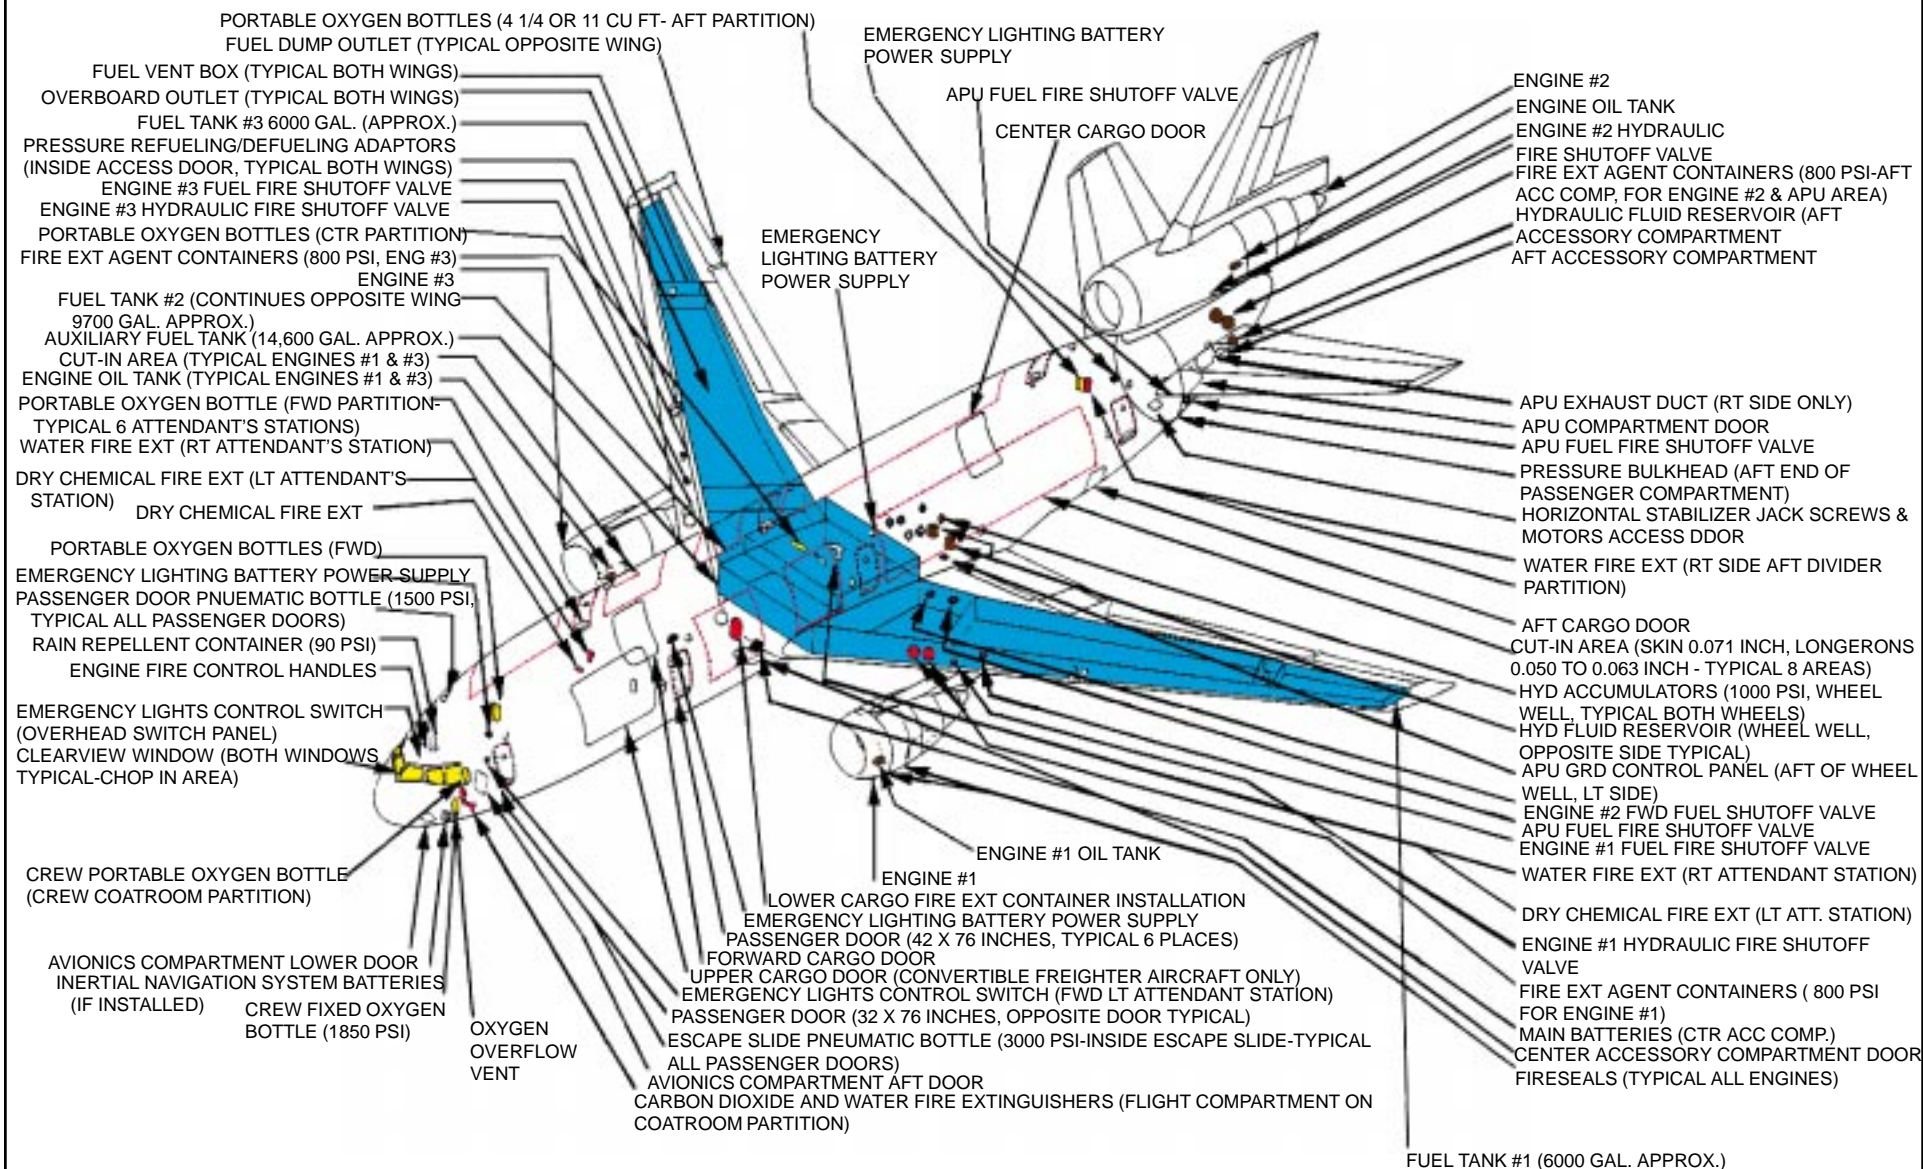 PORTABLE OXYGEN BOTTLES (4 1/4 OR 11 CU FT- AFT PARTITION)
FUEL DUMP OUTLET (TYPICAL OPPOSITE WING)
FUEL VENT BOX (TYPICAL BOTH WINGS)
OVERBOARD OUTLET (TYPICAL BOTH WINGS)
FUEL TANK #3 6000 GAL. (APPROX.)
PRESSURE REFUELING/DEFUELING ADAPTORS
(INSIDE ACCESS DOOR, TYPICAL BOTH WINGS)
ENGINE #3 FUEL FIRE SHUTOFF VALVE
ENGINE #3 HYDRAULIC FIRE SHUTOFF VALVE
PORTABLE OXYGEN BOTTLES (CTR PARTITION)
FIRE EXT AGENT CONTAINERS (800 PSI, ENG #3)
ENGINE #3
FUEL TANK #2 (CONTINUES OPPOSITE WING
9700 GAL. APPROX.)
AUXILIARY FUEL TANK (14,600 GAL. APPROX.)
CUT-IN AREA (TYPICAL ENGINES #1 & #3)
ENGINE OIL TANK (TYPICAL ENGINES #1 & #3)
PORTABLE OXYGEN BOTTLE (FWD PARTITION-
TYPICAL 6 ATTENDANT'S STATIONS)
WATER FIRE EXT (RT ATTENDANT'S STATION)
DRY CHEMICAL FIRE EXT (LT ATTENDANT'S
STATION)
DRY CHEMICAL FIRE EXT
PORTABLE OXYGEN BOTTLES (FWD)
EMERGENCY LIGHTING BATTERY POWER SUPPLY
PASSENGER DOOR PNUEMATIC BOTTLE (1500 PSI,
TYPICAL ALL PASSENGER DOORS)
RAIN REPELLENT CONTAINER (90 PSI)
ENGINE FIRE CONTROL HANDLES
EMERGENCY LIGHTS CONTROL SWITCH
(OVERHEAD SWITCH PANEL)
CLEARVIEW WINDOW (BOTH WINDOWS
TYPICAL-CHOP IN AREA)
CREW PORTABLE OXYGEN BOTTLE
(CREW COATROOM PARTITION)
AVIONICS COMPARTMENT LOWER DOOR
INERTIAL NAVIGATION SYSTEM BATTERIES
(IF INSTALLED)
CREW FIXED OXYGEN
BOTTLE (1850 PSI)
OXYGEN
OVERFLOW
VENT
EMERGENCY LIGHTING BATTERY
POWER SUPPLY
APU FUEL FIRE SHUTOFF VALVE
CENTER CARGO DOOR
EMERGENCY
LIGHTING BATTERY
POWER SUPPLY
ENGINE #1 OIL TANK
ENGINE #1
LOWER CARGO FIRE EXT CONTAINER INSTALLATION
EMERGENCY LIGHTING BATTERY POWER SUPPLY
PASSENGER DOOR (42 X 76 INCHES, TYPICAL 6 PLACES)
FORWARD CARGO DOOR
UPPER CARGO DOOR (CONVERTIBLE FREIGHTER AIRCRAFT ONLY)
EMERGENCY LIGHTS CONTROL SWITCH (FWD LT ATTENDANT STATION)
PASSENGER DOOR (32 X 76 INCHES, OPPOSITE DOOR TYPICAL)
ESCAPE SLIDE PNEUMATIC BOTTLE (3000 PSI-INSIDE ESCAPE SLIDE-TYPICAL
ALL PASSENGER DOORS)
AVIONICS COMPARTMENT AFT DOOR
CARBON DIOXIDE AND WATER FIRE EXTINGUISHERS (FLIGHT COMPARTMENT ON
COATROOM PARTITION)
ENGINE #2
ENGINE OIL TANK
ENGINE #2 HYDRAULIC
FIRE SHUTOFF VALVE
FIRE EXT AGENT CONTAINERS (800 PSI-AFT
ACC COMP, FOR ENGINE #2 & APU AREA)
HYDRAULIC FLUID RESERVOIR (AFT
ACCESSORY COMPARTMENT
AFT ACCESSORY COMPARTMENT
APU EXHAUST DUCT (RT SIDE ONLY)
APU COMPARTMENT DOOR
APU FUEL FIRE SHUTOFF VALVE
PRESSURE BULKHEAD (AFT END OF
PASSENGER COMPARTMENT)
HORIZONTAL STABILIZER JACK SCREWS &
MOTORS ACCESS DDOOR
WATER FIRE EXT (RT SIDE AFT DIVIDER
PARTITION)
AFT CARGO DOOR
CUT-IN AREA (SKIN 0.071 INCH, LONGERONS
0.050 TO 0.063 INCH - TYPICAL 8 AREAS)
HYD ACCUMULATORS (1000 PSI, WHEEL
WELL, TYPICAL BOTH WHEELS)
HYD FLUID RESERVOIR (WHEEL WELL,
OPPOSITE SIDE TYPICAL)
APU GRD CONTROL PANEL (AFT OF WHEEL
WELL, LT SIDE)
ENGINE #2 FWD FUEL SHUTOFF VALVE
APU FUEL FIRE SHUTOFF VALVE
ENGINE #1 FUEL FIRE SHUTOFF VALVE
WATER FIRE EXT (RT ATTENDANT STATION)
DRY CHEMICAL FIRE EXT (LT ATT. STATION)
ENGINE #1 HYDRAULIC FIRE SHUTOFF
VALVE
FIRE EXT AGENT CONTAINERS ( 800 PSI
FOR ENGINE #1)
MAIN BATTERIES (CTR ACC COMP.)
CENTER ACCESSORY COMPARTMENT DOOR
FIRESEALS (TYPICAL ALL ENGINES)
FUEL TANK #1 (6000 GAL. APPROX.)